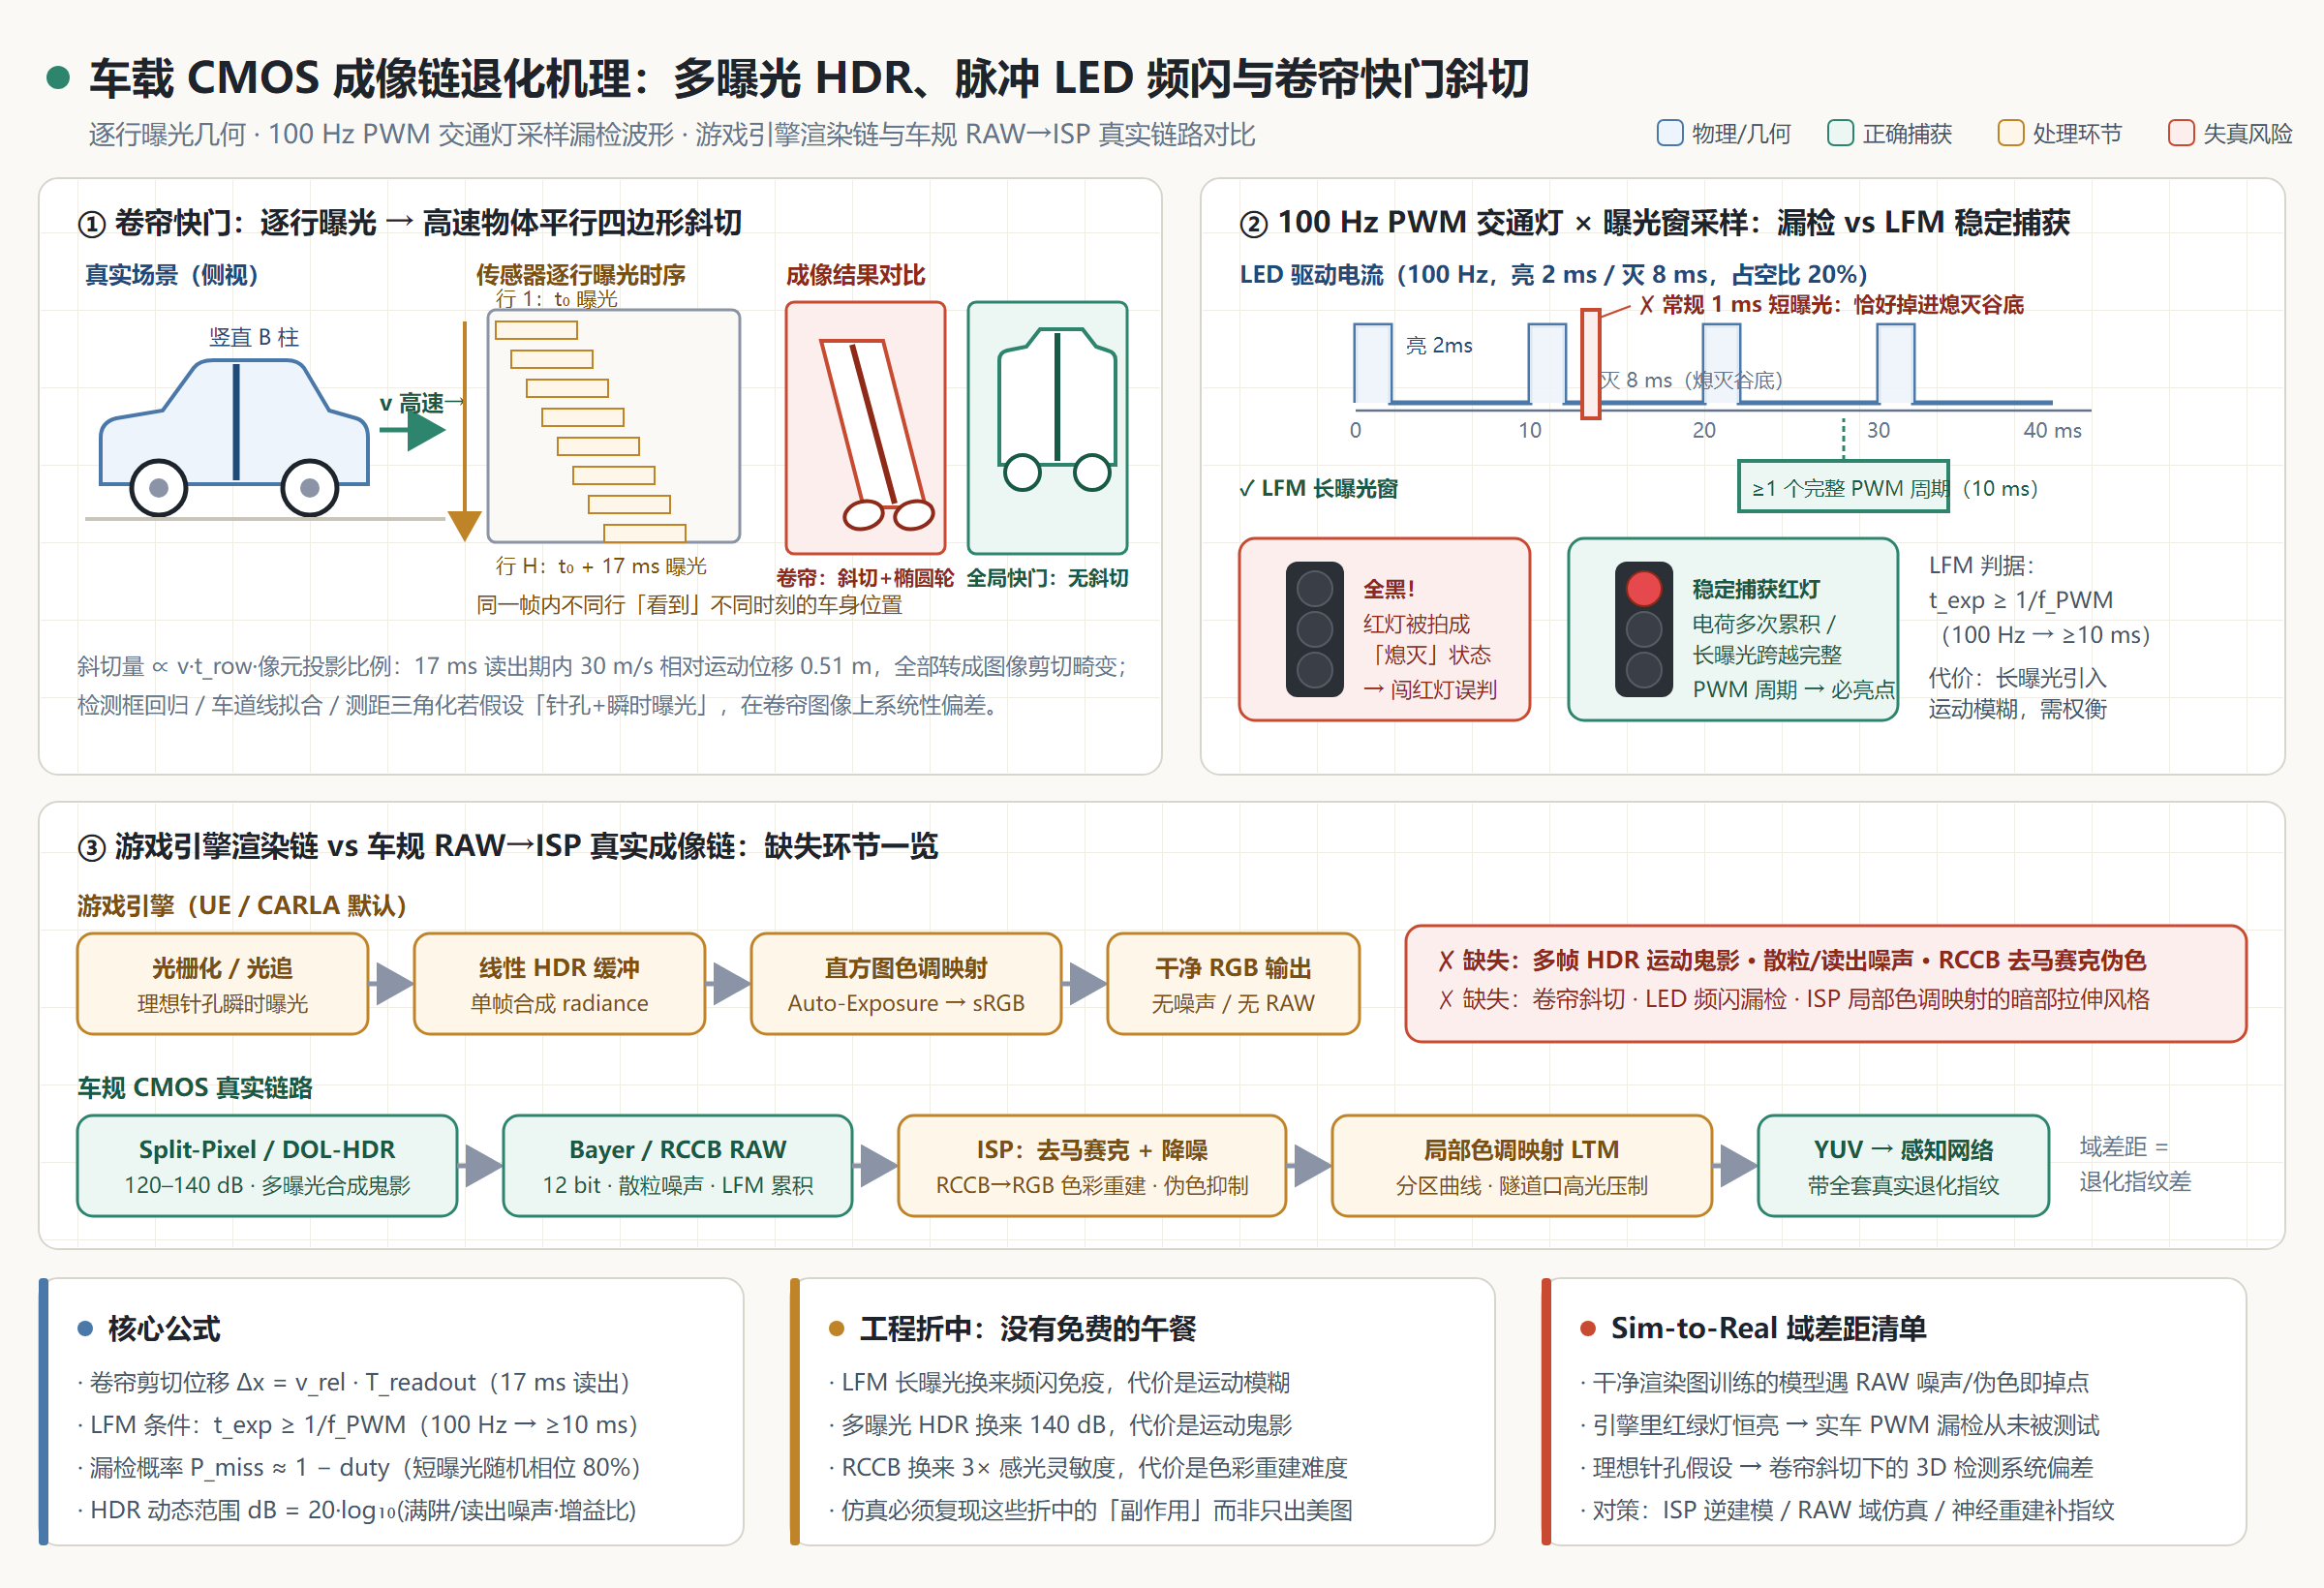 车载 CMOS 成像链退化机理：多曝光 HDR、脉冲 LED 频闪与卷帘快门斜切
逐行曝光几何 · 100 Hz PWM 交通灯采样漏检波形 · 游戏引擎渲染链与车规 RAW→ISP 真实链路对比
物理/几何
正确捕获
处理环节
失真风险
① 卷帘快门：逐行曝光 → 高速物体平行四边形斜切
真实场景（侧视）
传感器逐行曝光时序
成像结果对比
行 1：t₀ 曝光
竖直 B 柱
v 高速→
行 H：t₀ + 17 ms 曝光
卷帘：斜切+椭圆轮
全局快门：无斜切
同一帧内不同行「看到」不同时刻的车身位置
斜切量 ∝ v·t_row·像元投影比例：17 ms 读出期内 30 m/s 相对运动位移 0.51 m，全部转成图像剪切畸变；
检测框回归 / 车道线拟合 / 测距三角化若假设「针孔+瞬时曝光」，在卷帘图像上系统性偏差。
② 100 Hz PWM 交通灯 × 曝光窗采样：漏检 vs LFM 稳定捕获
LED 驱动电流（100 Hz，亮 2 ms / 灭 8 ms，占空比 20%）
✗ 常规 1 ms 短曝光：恰好掉进熄灭谷底
亮 2ms
灭 8 ms（熄灭谷底）
0
10
20
30
40 ms
✓ LFM 长曝光窗
≥1 个完整 PWM 周期（10 ms）
全黑！
红灯被拍成
「熄灭」状态
→ 闯红灯误判
稳定捕获红灯
电荷多次累积 /
长曝光跨越完整
PWM 周期 → 必亮点
LFM 判据：
t_exp ≥ 1/f_PWM
（100 Hz → ≥10 ms）
代价：长曝光引入
运动模糊，需权衡
③ 游戏引擎渲染链 vs 车规 RAW→ISP 真实成像链：缺失环节一览
游戏引擎（UE / CARLA 默认）
光栅化 / 光追
理想针孔瞬时曝光
线性 HDR 缓冲
单帧合成 radiance
直方图色调映射
Auto-Exposure → sRGB
干净 RGB 输出
无噪声 / 无 RAW
✗ 缺失：多帧 HDR 运动鬼影 · 散粒/读出噪声 · RCCB 去马赛克伪色
✗ 缺失：卷帘斜切 · LED 频闪漏检 · ISP 局部色调映射的暗部拉伸风格
车规 CMOS 真实链路
Split-Pixel / DOL-HDR
120–140 dB · 多曝光合成鬼影
Bayer / RCCB RAW
12 bit · 散粒噪声 · LFM 累积
ISP：去马赛克 + 降噪
RCCB→RGB 色彩重建 · 伪色抑制
局部色调映射 LTM
分区曲线 · 隧道口高光压制
YUV → 感知网络
带全套真实退化指纹
域差距 =
退化指纹差
核心公式
· 卷帘剪切位移 Δx = v_rel · T_readout（17 ms 读出）
· LFM 条件：t_exp ≥ 1/f_PWM（100 Hz → ≥10 ms）
· 漏检概率 P_miss ≈ 1 − duty（短曝光随机相位 80%）
· HDR 动态范围 dB = 20·log₁₀(满阱/读出噪声·增益比)
工程折中：没有免费的午餐
· LFM 长曝光换来频闪免疫，代价是运动模糊
· 多曝光 HDR 换来 140 dB，代价是运动鬼影
· RCCB 换来 3× 感光灵敏度，代价是色彩重建难度
· 仿真必须复现这些折中的「副作用」而非只出美图
Sim-to-Real 域差距清单
· 干净渲染图训练的模型遇 RAW 噪声/伪色即掉点
· 引擎里红绿灯恒亮 → 实车 PWM 漏检从未被测试
· 理想针孔假设 → 卷帘斜切下的 3D 检测系统偏差
· 对策：ISP 逆建模 / RAW 域仿真 / 神经重建补指纹